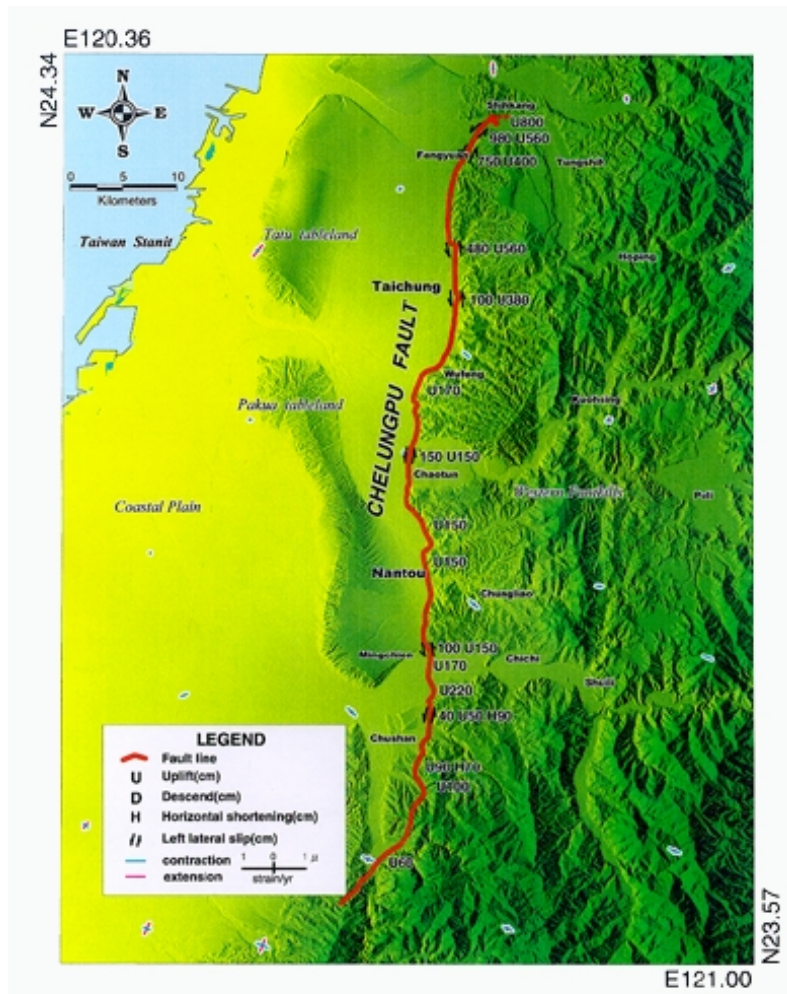 E120.36
N24.34
N
W E
S
0 5 10
Kilometers
Taiwan Stanit
Tatu tableland
Pakua tableland
Coastal Plain
Western Foothills
CHELUNGPU FAULT
Shihkang
U800
980 U560
Fengyuan
750 U400
Tungshih
480 U560
Hoping
Taichung
100 U380
Wufeng
U170
Kuohsing
150 U150
Chaotun
Puli
U150
U150
Nantou
Chungliao
100 U150
Mingchien
U170
Chichi
Shuili
U220
40 U50 H90
Chushan
U90 H70
U100
U60
LEGEND
Fault line
U Uplift(cm)
D Descend(cm)
H Horizontal shortening(cm)
Left lateral slip(cm)
contraction
extension
1 0 1 μ
strain/yr
N23.57
E121.00